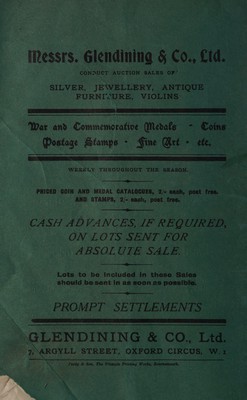 Messrs. Glendining & Co., Ltd.
CONDUCT AUCTION SALES OF
SILVER, JEWELLERY, ANTIQUE
FURNITURE, VIOLINS
War and Commemorative Medals - Coins
Postage Stamps - Fine Art - etc.
WEEKLY THROUGHOUT THE SEASON.
PRICED COIN AND MEDAL CATALOGUES, 2/- each, post free.
AND STAMPS, 2/- each, post free.
CASH ADVANCES, IF REQUIRED,
ON LOTS SENT FOR
ABSOLUTE SALE.
Lots to be included in these Sales
should be sent in as soon as possible.
PROMPT SETTLEMENTS
GLENDINING & CO., Ltd.
7, ARGYLL STREET, OXFORD CIRCUS, W. 1